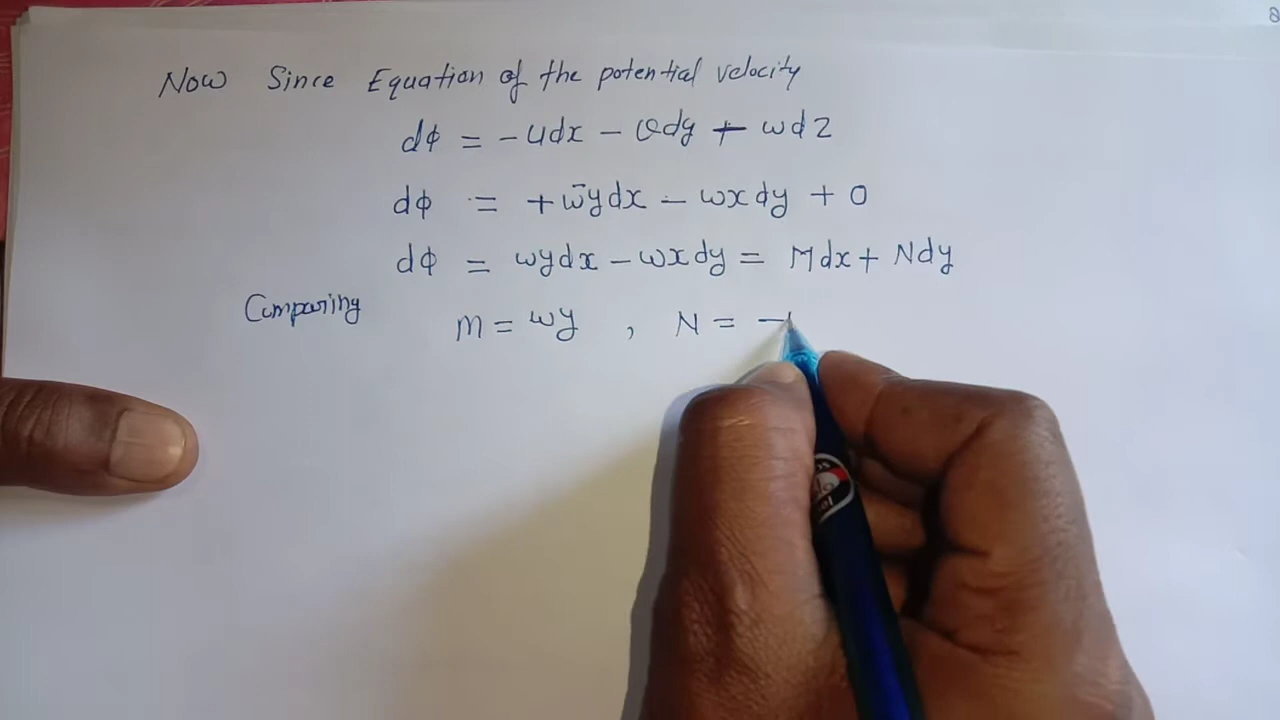 8
Now Since Equation of the potential velocity
dϕ = -udx - vdy + wdz
dϕ = + ωydx - ωxdy + 0
dϕ = ωydx - ωxdy = Mdx + Ndy
Comparing
M = ωy , N = -